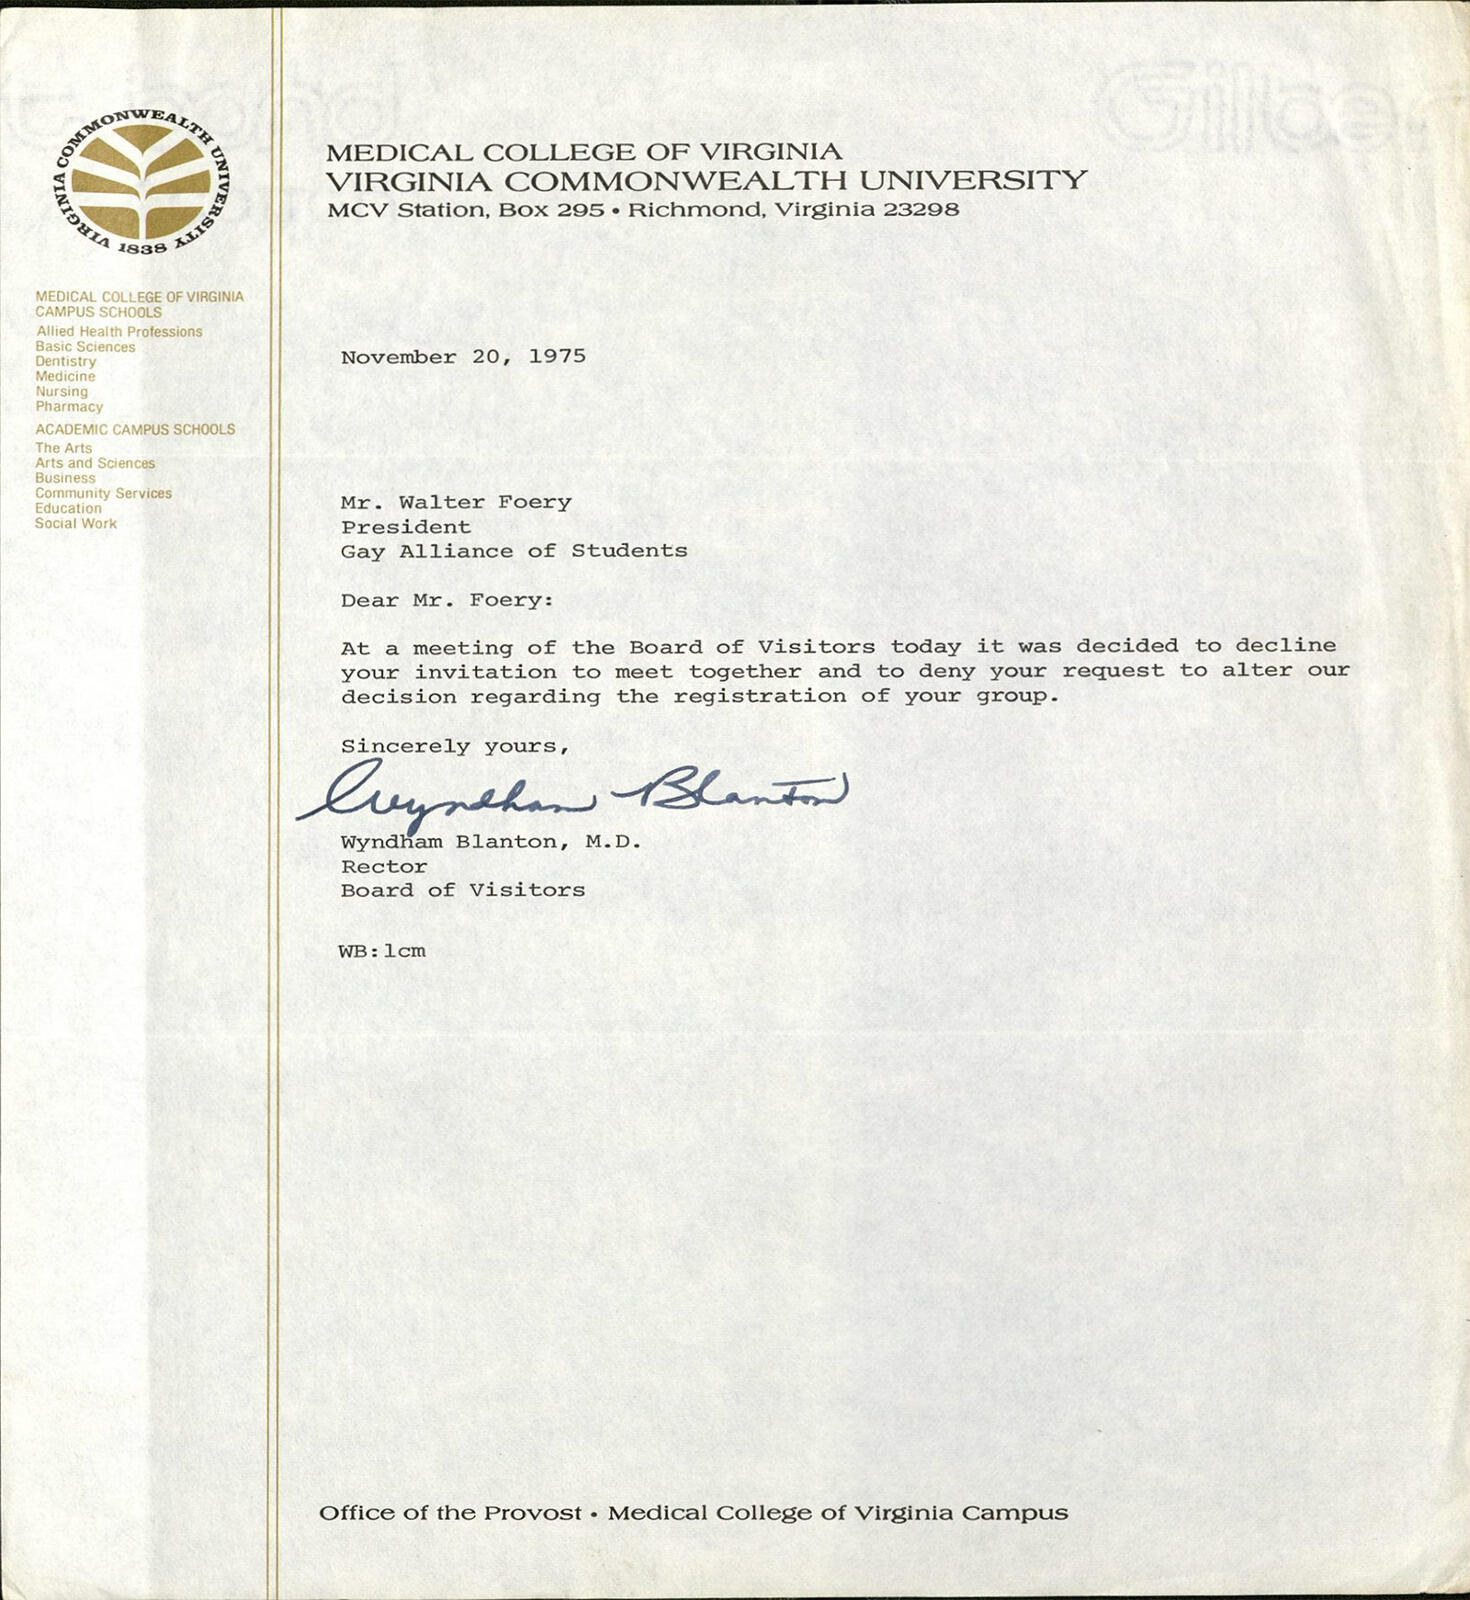 VIRGINIA COMMONWEALTH UNIVERSITY
1838
MEDICAL COLLEGE OF VIRGINIA
VIRGINIA COMMONWEALTH UNIVERSITY
MCV Station, Box 295 • Richmond, Virginia 23298
MEDICAL COLLEGE OF VIRGINIA
CAMPUS SCHOOLS
Allied Health Professions
Basic Sciences
Dentistry
Medicine
Nursing
Pharmacy
ACADEMIC CAMPUS SCHOOLS
The Arts
Arts and Sciences
Business
Community Services
Education
Social Work
November 20, 1975
Mr. Walter Foery
President
Gay Alliance of Students
Dear Mr. Foery:
At a meeting of the Board of Visitors today it was decided to decline
your invitation to meet together and to deny your request to alter our
decision regarding the registration of your group.
Sincerely yours,
Wyndham Blanton
Wyndham Blanton, M.D.
Rector
Board of Visitors
WB:lcm
Office of the Provost • Medical College of Virginia Campus